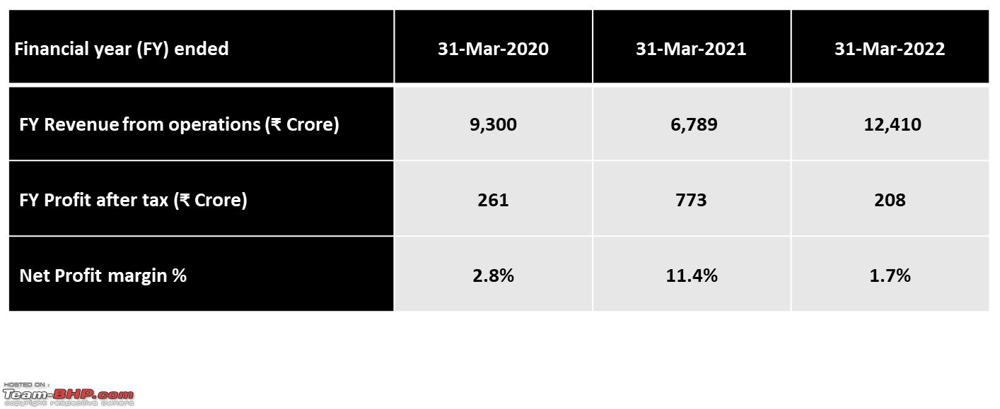 Financial year (FY) ended 31-Mar-2020 31-Mar-2021 31-Mar-2022
FY Revenue from operations (₹ Crore) 9,300 6,789 12,410
FY Profit after tax (₹ Crore) 261 773 208
Net Profit margin % 2.8% 11.4% 1.7%
HOSTED ON :
Team-BHP.com
copyright respective owners